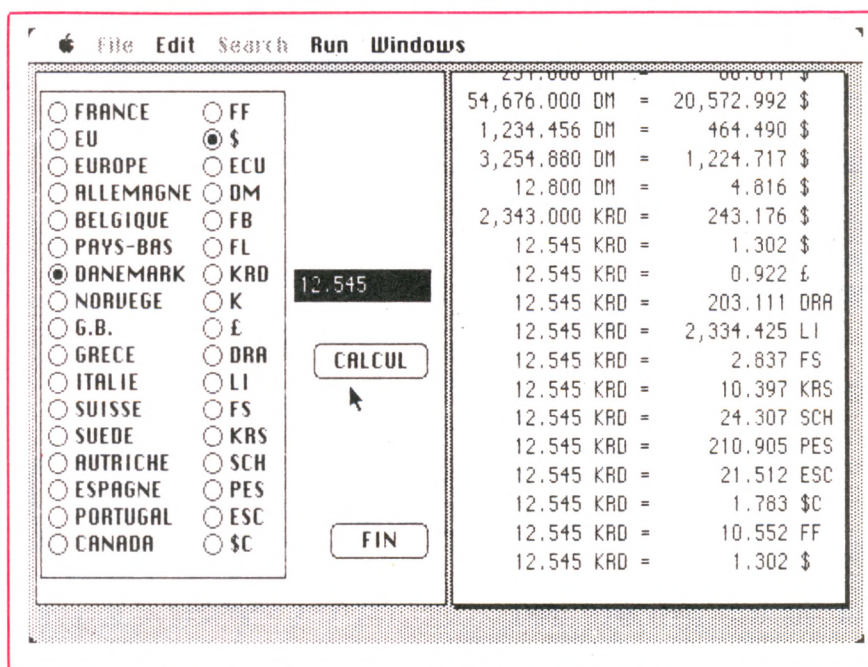 File Edit Search Run Windows
FRANCE FF
EU $
EUROPE ECU
ALLEMAGNE DM
BELGIQUE FB
PAYS-BAS FL
DANEMARK KRD
NORVEGE K
G.B. £
GRECE DRA
ITALIE LI
SUISSE FS
SUEDE KRS
AUTRICHE SCH
ESPAGNE PES
PORTUGAL ESC
CANADA $C
12.545
CALCUL
FIN
54,676.000 DM = 20,572.992 $
1,234.456 DM = 464.490 $
3,254.880 DM = 1,224.717 $
12.800 DM = 4.816 $
2,343.000 KRD = 243.176 $
12.545 KRD = 1.302 $
12.545 KRD = 0.922 £
12.545 KRD = 203.111 DRA
12.545 KRD = 2,334.425 LI
12.545 KRD = 2.837 FS
12.545 KRD = 10.397 KRS
12.545 KRD = 24.307 SCH
12.545 KRD = 210.905 PES
12.545 KRD = 21.512 ESC
12.545 KRD = 1.783 $C
12.545 KRD = 10.552 FF
12.545 KRD = 1.302 $